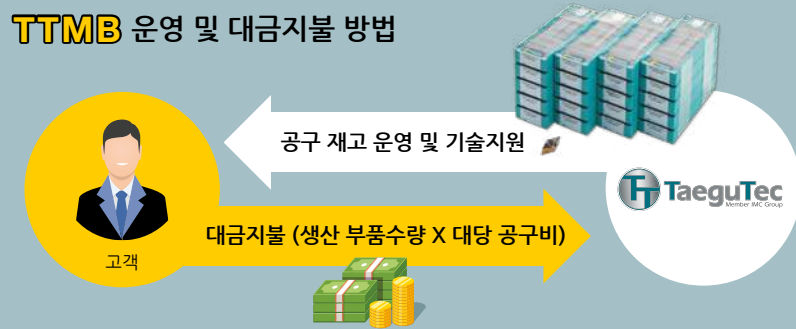 TTMB 운영 및 대금지불 방법
공구 재고 운영 및 기술지원
TaeguTec
Member IMC Group
대금지불 (생산 부품수량 X 대당 공구비)
고객